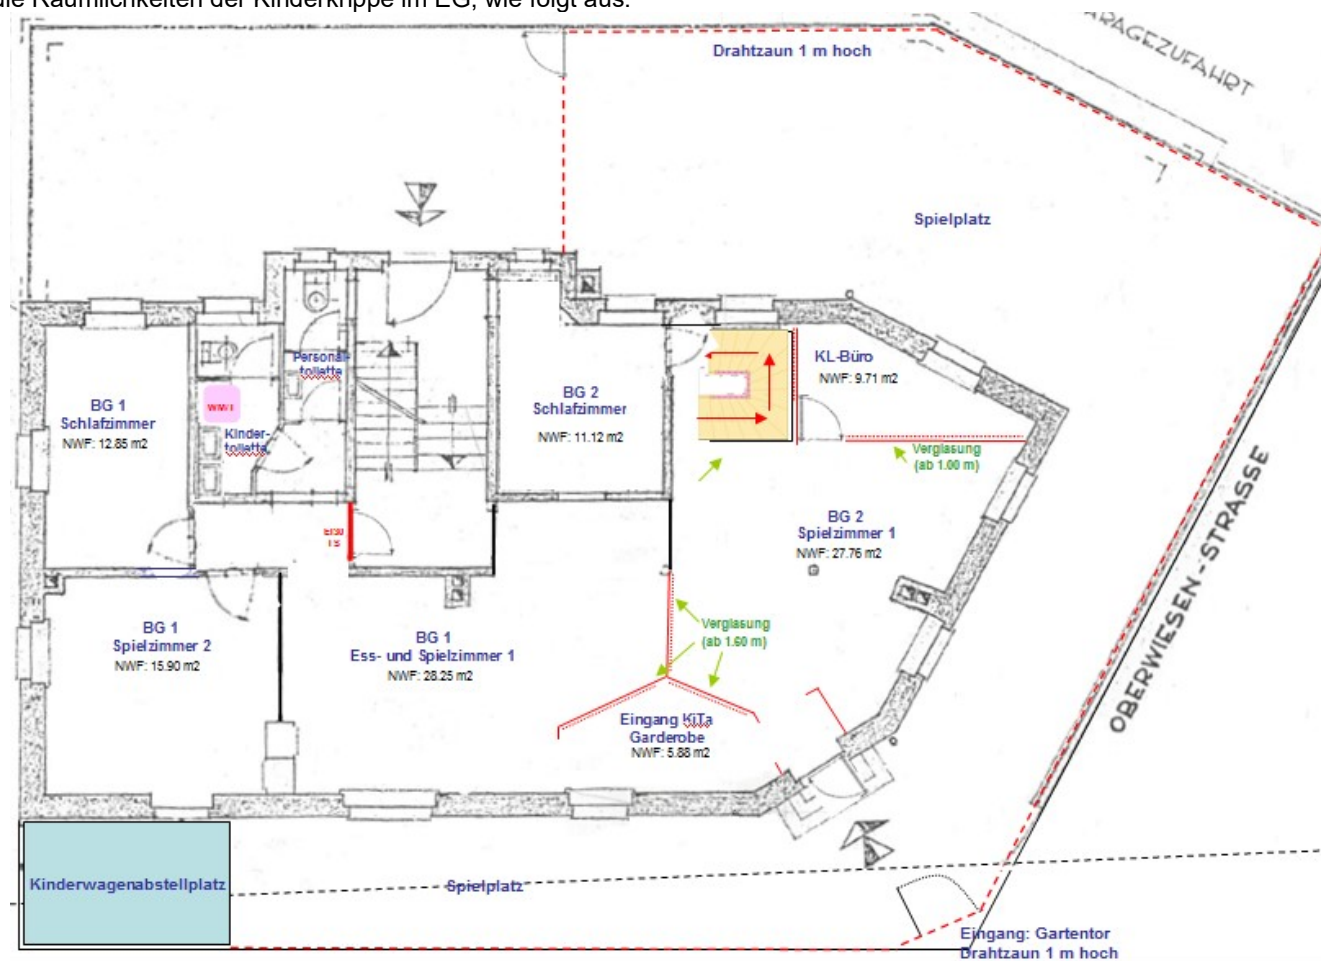 die Räumlichkeiten der Kinderkrippe im EG, wie folgt aus:
Drahtzaun 1 m hoch
Spielplatz
Personal-
toilette
KL-Büro
NWF: 9.71 m2
BG 1
Schlafzimmer
NWF: 12.85 m2
BG 2
Schlafzimmer
NWF: 11.12 m2
Kinder-
toilette
Verglasung
(ab 1.00 m)
BG 2
Spielzimmer 1
NWF: 27.76 m2
OBERWIESEN-STRASSE
BG 1
Spielzimmer 2
NWF: 15.90 m2
BG 1
Ess- und Spielzimmer 1
NWF: 28.25 m2
Verglasung
(ab 1.60 m)
Eingang KiTa
Garderobe
NWF: 5.88 m2
Kinderwagenabstellplatz
Spielplatz
Eingang: Gartentor
Drahtzaun 1 m hoch